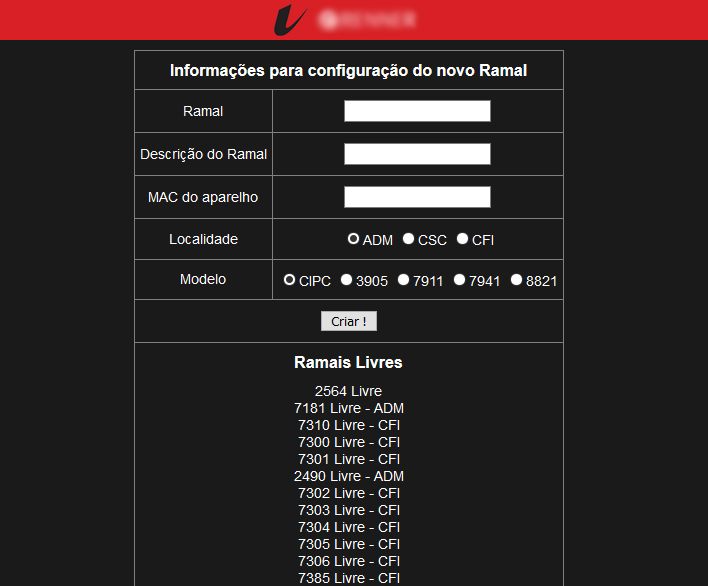 Informações para configuração do novo Ramal
Ramal
Descrição do Ramal
MAC do aparelho
Localidade ADM CSC CFI
Modelo CIPC 3905 7911 7941 8821
Criar !
Ramais Livres
2564 Livre
7181 Livre - ADM
7310 Livre - CFI
7300 Livre - CFI
7301 Livre - CFI
2490 Livre - ADM
7302 Livre - CFI
7303 Livre - CFI
7304 Livre - CFI
7305 Livre - CFI
7306 Livre - CFI
7385 Livre - CFI